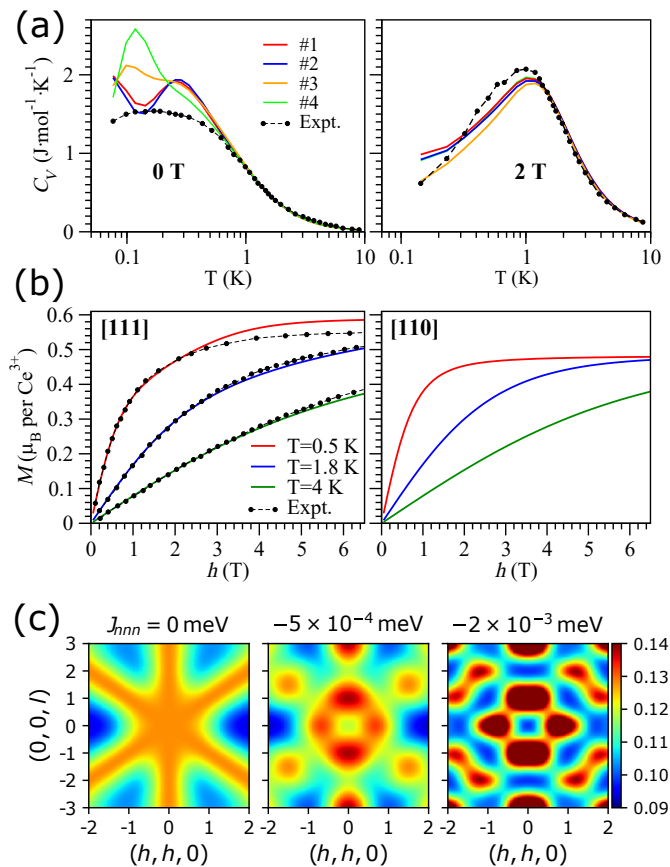 (a)
C_V (J·mol⁻¹·K⁻¹)
3
2
1
0
#1
#2
#3
#4
Expt.
0 T
2 T
0.1 1 10
0.1 1 10
T (K) T (K)
(b)
M (μ_B per Ce³⁺)
0.6
0.5
0.4
0.3
0.2
0.1
0
[111] [110]
T=0.5 K
T=1.8 K
T=4 K
Expt.
0 1 2 3 4 5 6
0 1 2 3 4 5 6
h (T) h (T)
(c)
J_nnn = 0 meV −5 × 10⁻⁴ meV −2 × 10⁻³ meV
(0, 0, l)
3
2
1
0
-1
-2
-3
0.14
0.13
0.12
0.11
0.10
0.09
-2 -1 0 1 2
-2 -1 0 1 2
-2 -1 0 1 2
(h, h, 0) (h, h, 0) (h, h, 0)